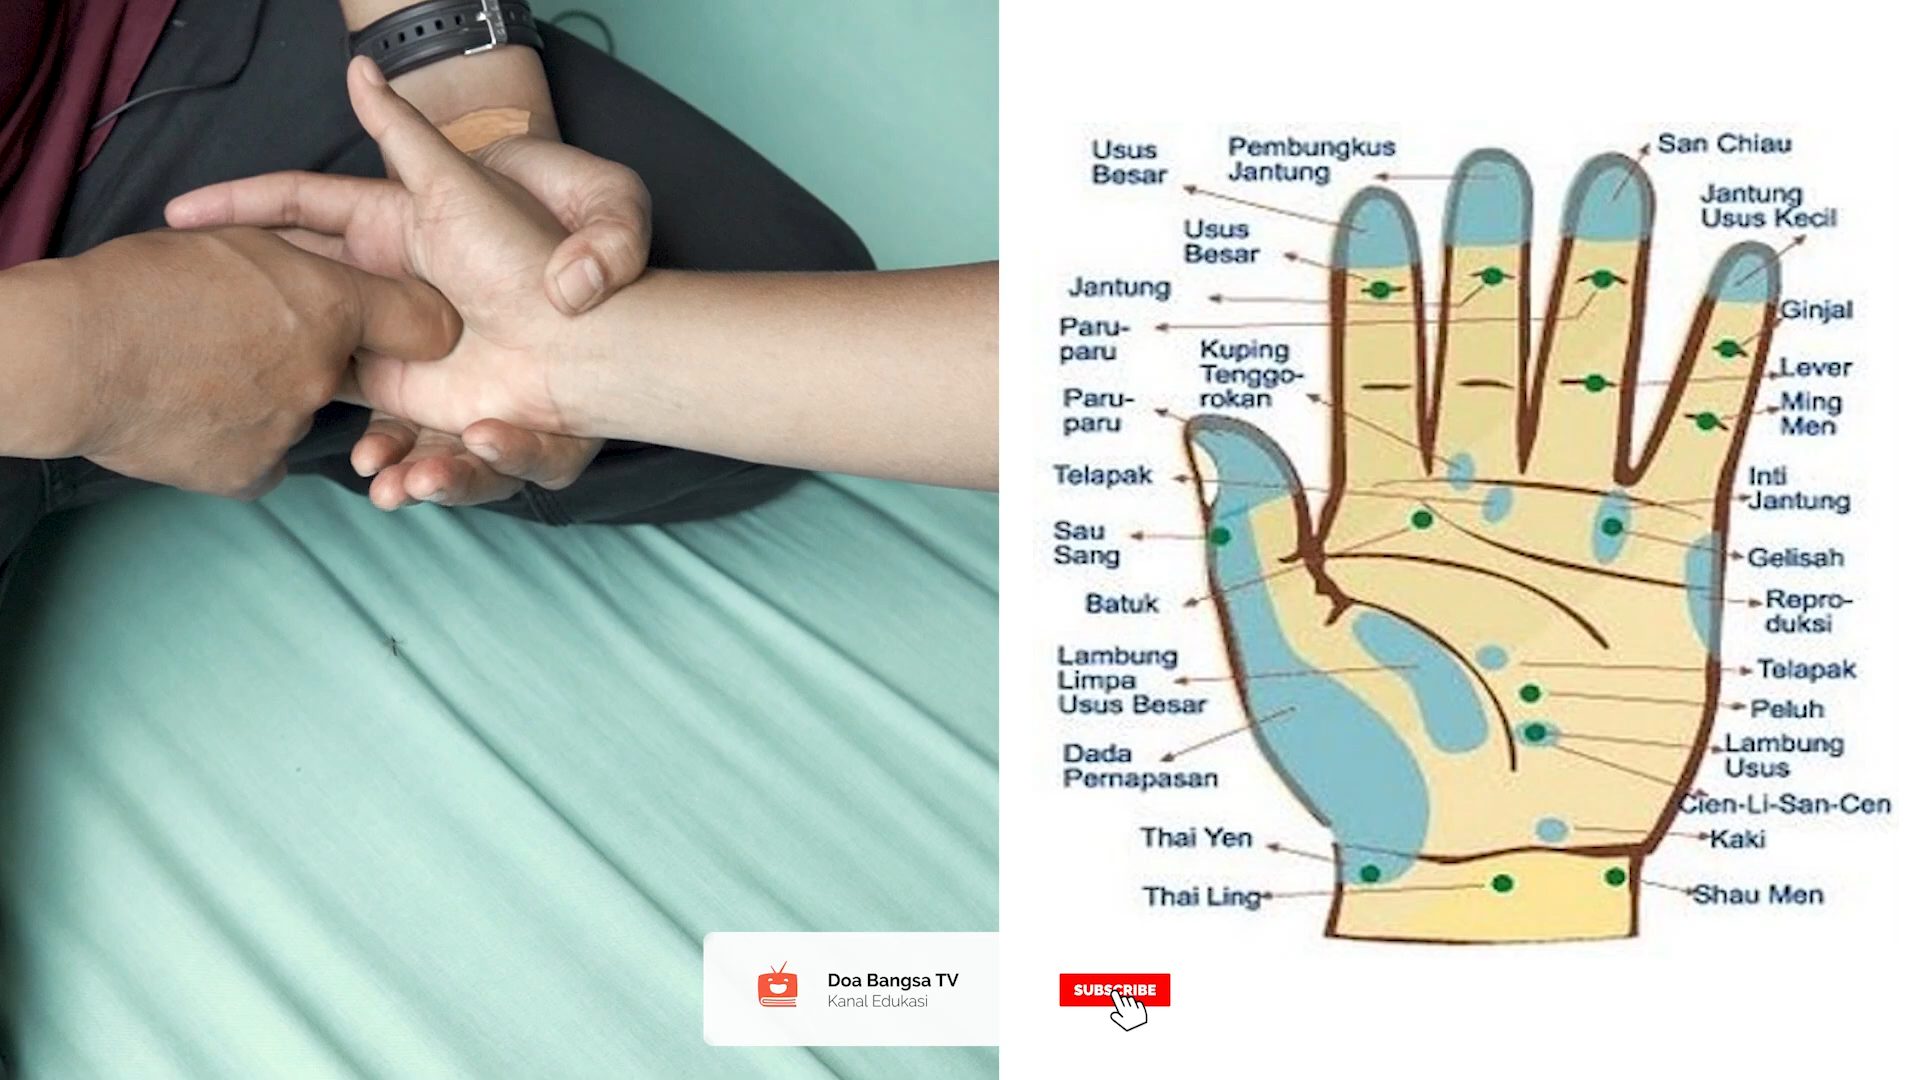 Usus
Besar
Pembungkus
Jantung
San Chiau
Jantung
Usus Kecil
Usus
Besar
Jantung
Paru-
paru
Kuping
Tenggo-
rokan
Paru-
paru
Telapak
Sau
Sang
Batuk
Lambung
Limpa
Usus Besar
Dada
Pernapasan
Thai Yen
Thai Ling
Ginjal
Lever
Ming
Men
Inti
Jantung
Gelisah
Repro-
duksi
Telapak
Peluh
Lambung
Usus
Cien-Li-San-Cen
Kaki
Shau Men
Doa Bangsa TV
Kanal Edukasi
SUBSCRIBE